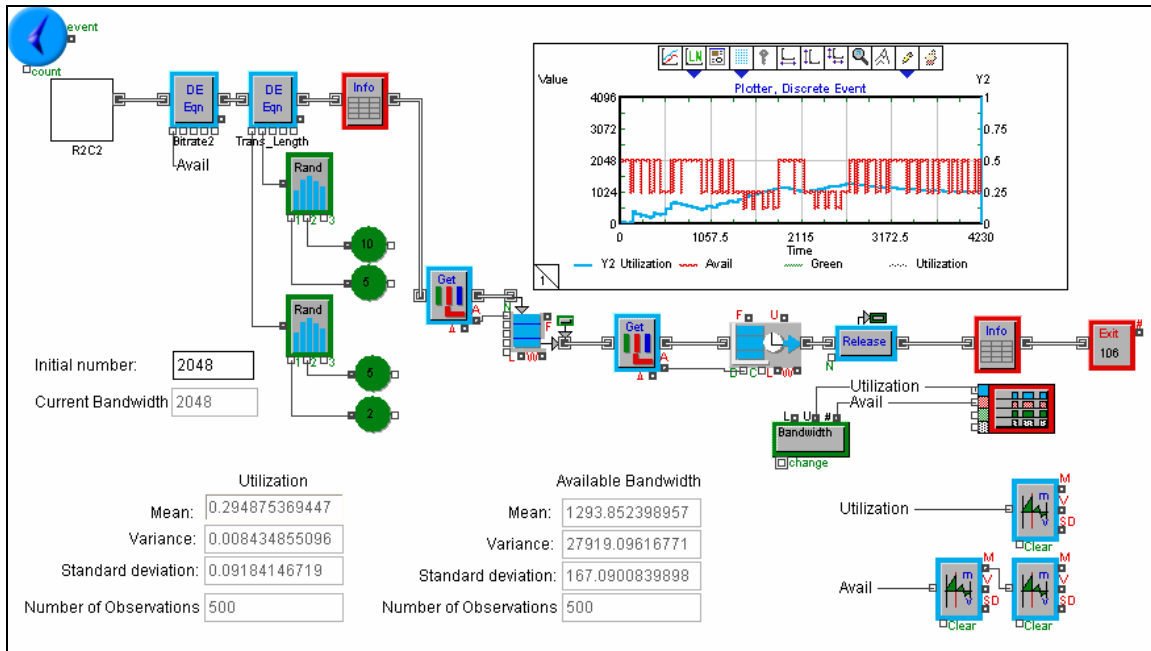 event
count
R2C2
DE
Eqn
Bitrate2
Avail
DE
Eqn
Trans_Length
Info
Rand
1 2 3
10
5
Rand
1 2 3
5
2
Value
LN
Y2
Plotter, Discrete Event
4096
3072
2048
1024
0
1
0.75
0.5
0.25
0
0 1057.5 2115 3172.5 4230
Time
Y2 Utilization Avail Green Utilization
1
Get
A
Δ
N
F
L W
Get
A
Δ
F U
D C L W
Release
N
Info
Exit
106
#
Initial number: 2048
Current Bandwidth 2048
Utilization
Avail
L U #
Bandwidth
change
Utilization
Mean: 0.294875369447
Variance: 0.008434855096
Standard deviation: 0.09184146719
Number of Observations 500
Available Bandwidth
Mean: 1293.852398957
Variance: 27919.09616771
Standard deviation: 167.0900839898
Number of Observations 500
Utilization
m
v
M
V
SD
Clear
Avail
m
v
M
V
SD
Clear
m
v
M
V
SD
Clear